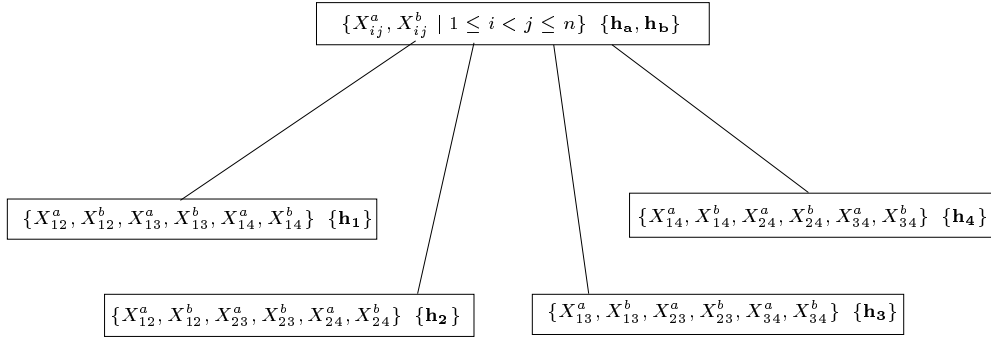 {X^a_{ij}, X^b_{ij} | 1 ≤ i < j ≤ n} {h_a, h_b}
{X^a_{12}, X^b_{12}, X^a_{13}, X^b_{13}, X^a_{14}, X^b_{14}} {h_1}
{X^a_{14}, X^b_{14}, X^a_{24}, X^b_{24}, X^a_{34}, X^b_{34}} {h_4}
{X^a_{12}, X^b_{12}, X^a_{23}, X^b_{23}, X^a_{24}, X^b_{24}} {h_2}
{X^a_{13}, X^b_{13}, X^a_{23}, X^b_{23}, X^a_{34}, X^b_{34}} {h_3}